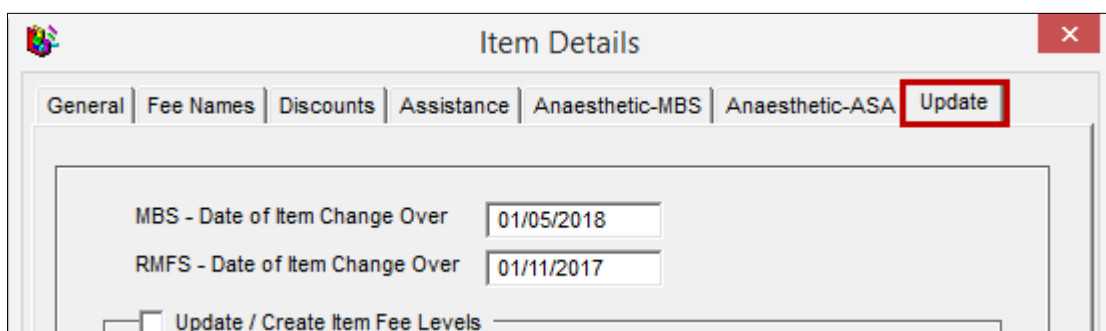 Item Details
General Fee Names Discounts Assistance Anaesthetic-MBS Anaesthetic-ASA Update
MBS - Date of Item Change Over 01/05/2018
RMFS - Date of Item Change Over 01/11/2017
Update / Create Item Fee Levels